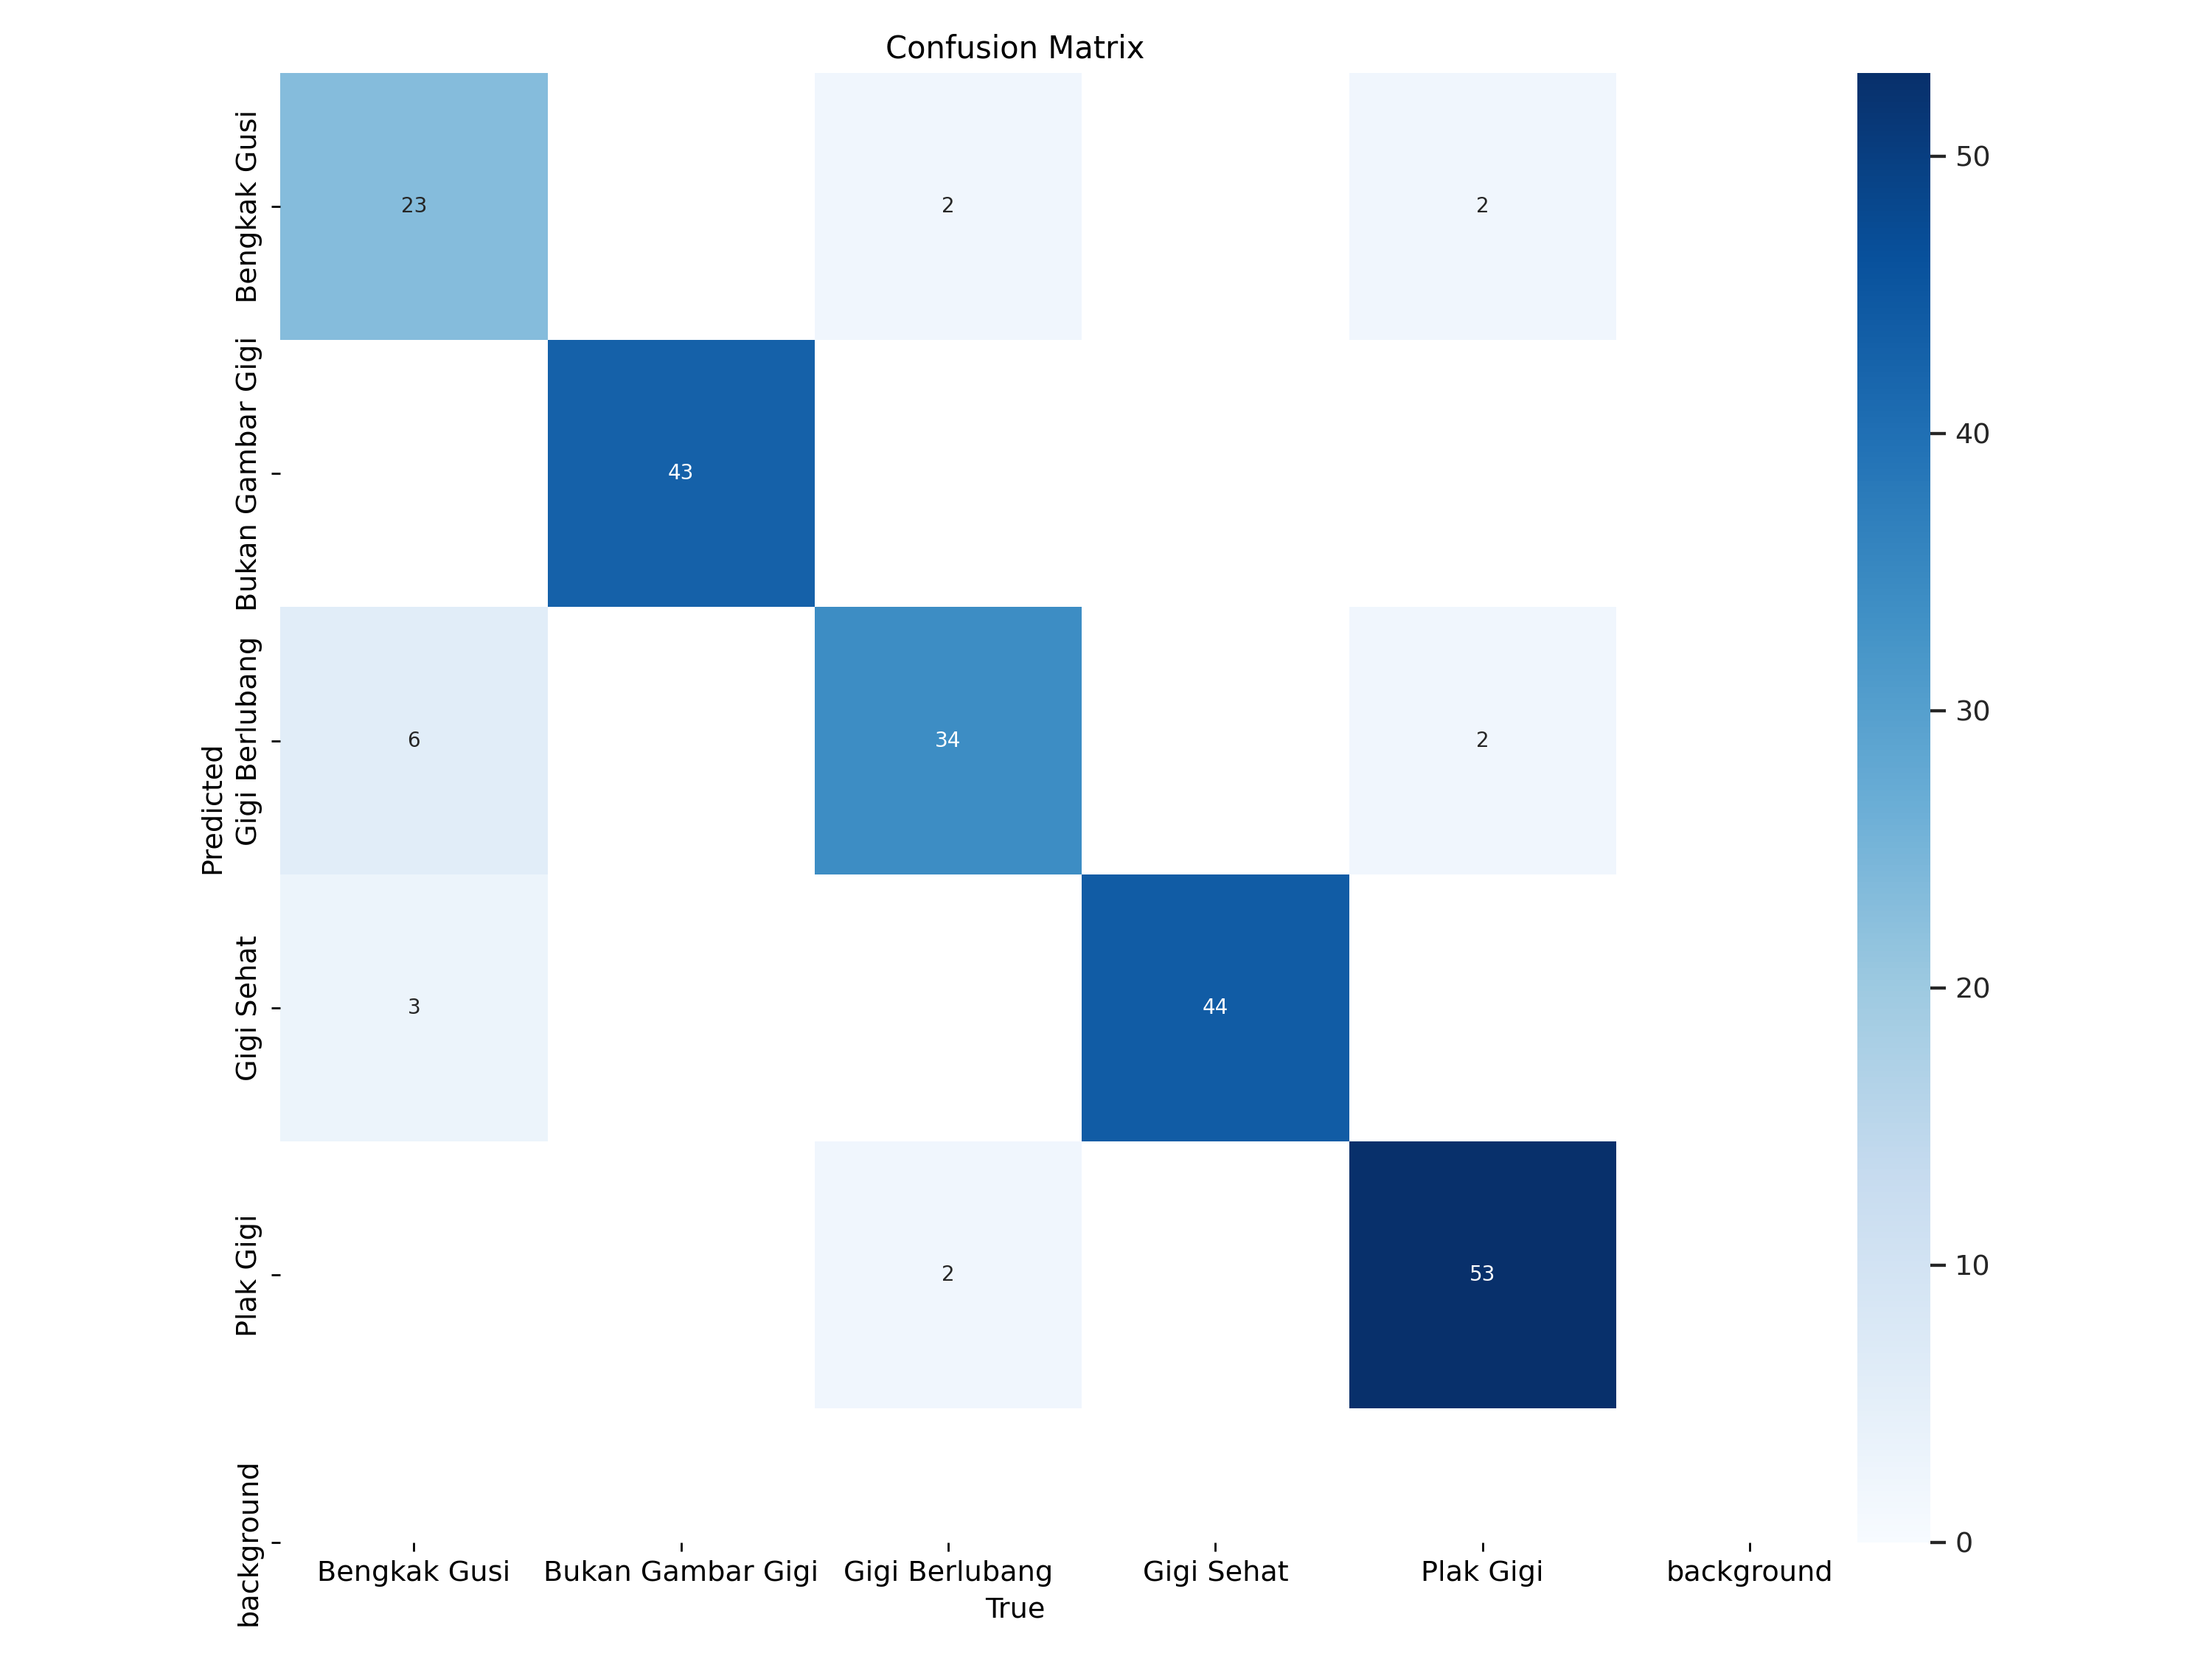 Confusion Matrix
Predicted
Bengkak Gusi
23
2
2
Bukan Gambar Gigi
43
Gigi Berlubang
6
34
2
Gigi Sehat
3
44
Plak Gigi
2
53
background
Bengkak Gusi Bukan Gambar Gigi Gigi Berlubang Gigi Sehat Plak Gigi background
True
50
40
30
20
10
0